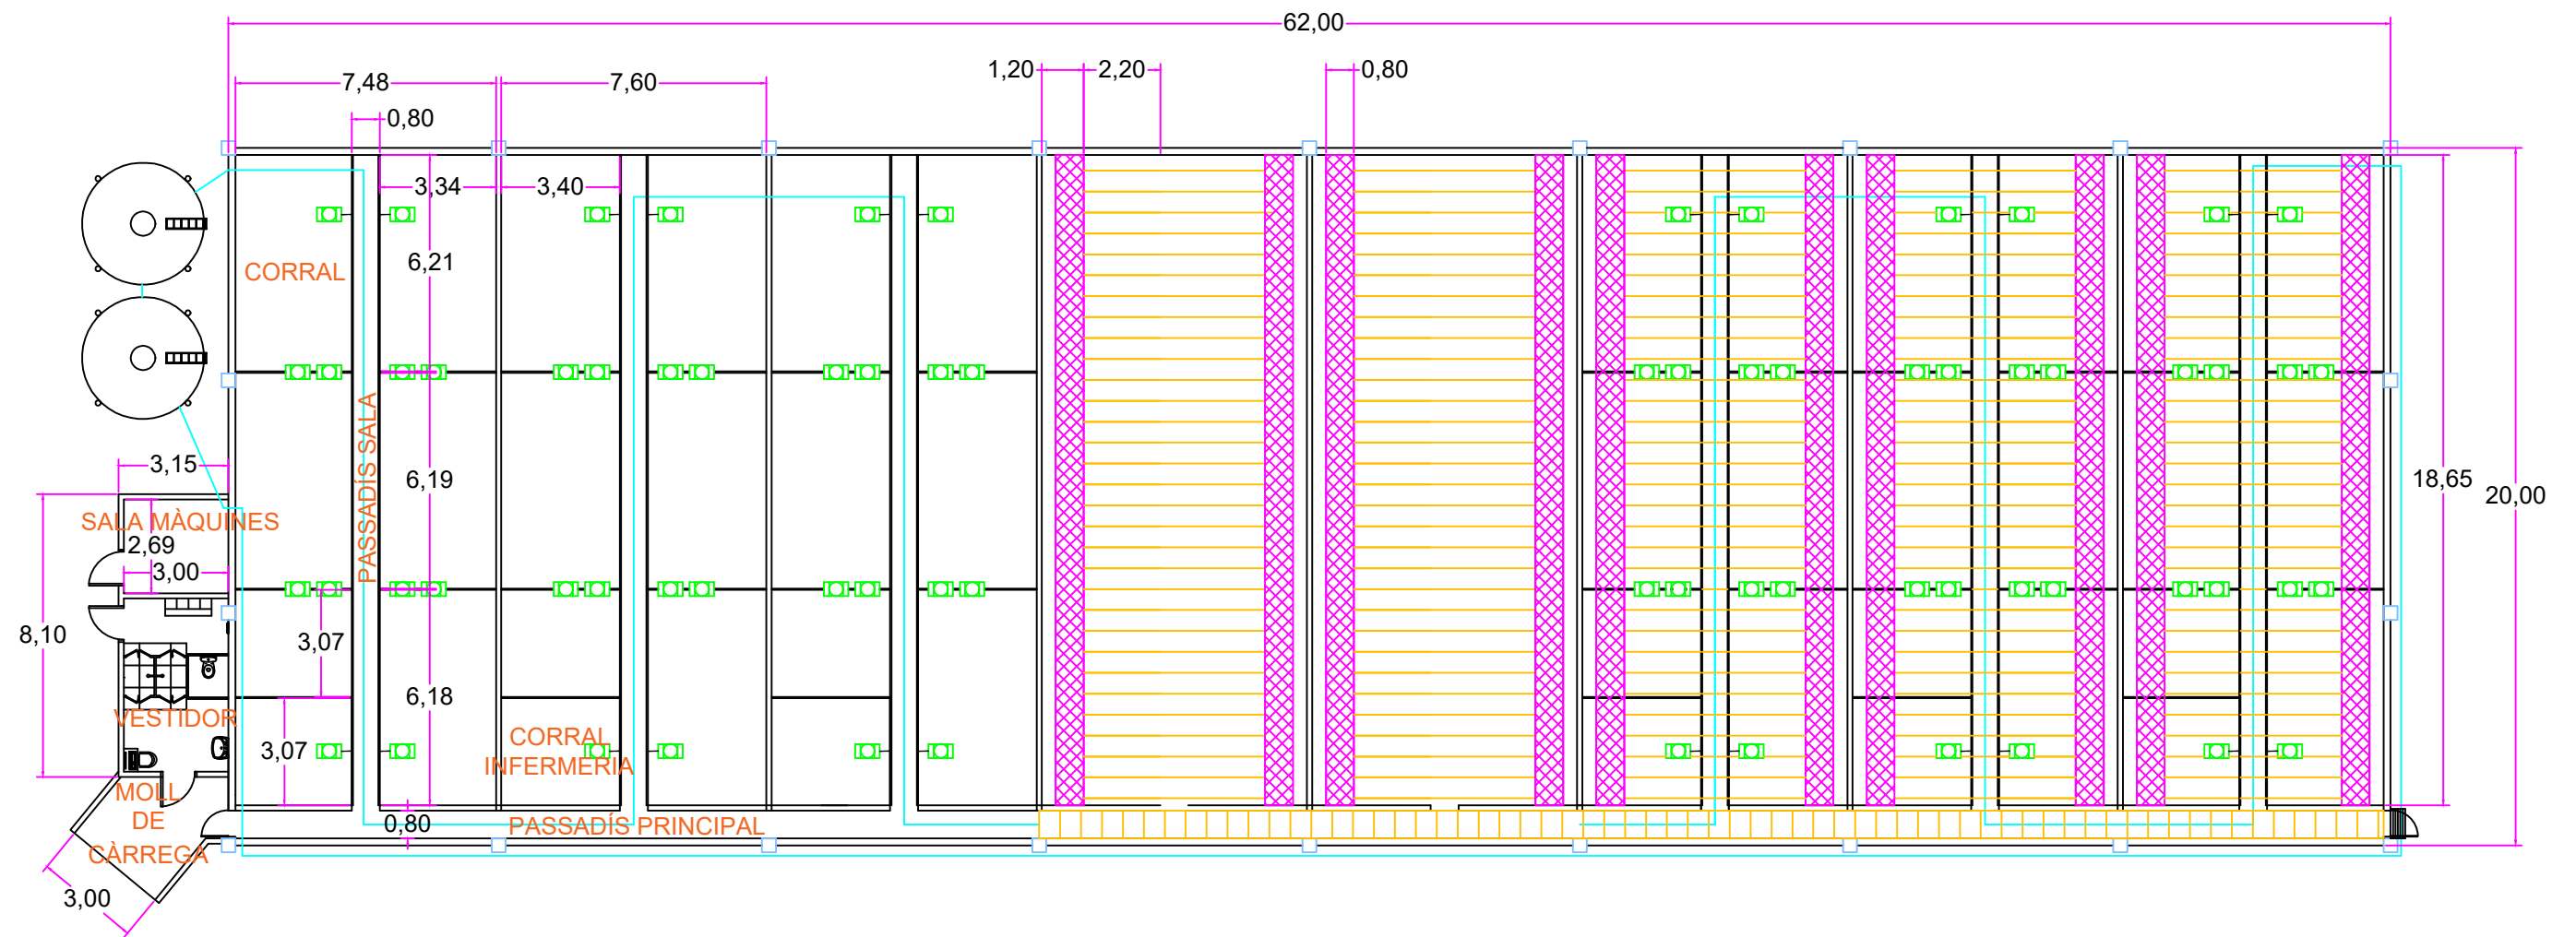 62,00
7,48
7,60
1,20
2,20
0,80
0,80
3,34
3,40
6,21
CORRAL
PASSADÍS SALA
3,15
6,19
18,65
20,00
SALA MÀQUINES
2,69
3,00
8,10
3,07
6,18
VESTIDOR
3,07
CORRAL
INFERMERIA
MOLL
DE
CÀRREGA
0,80
PASSADÍS PRINCIPAL
3,00